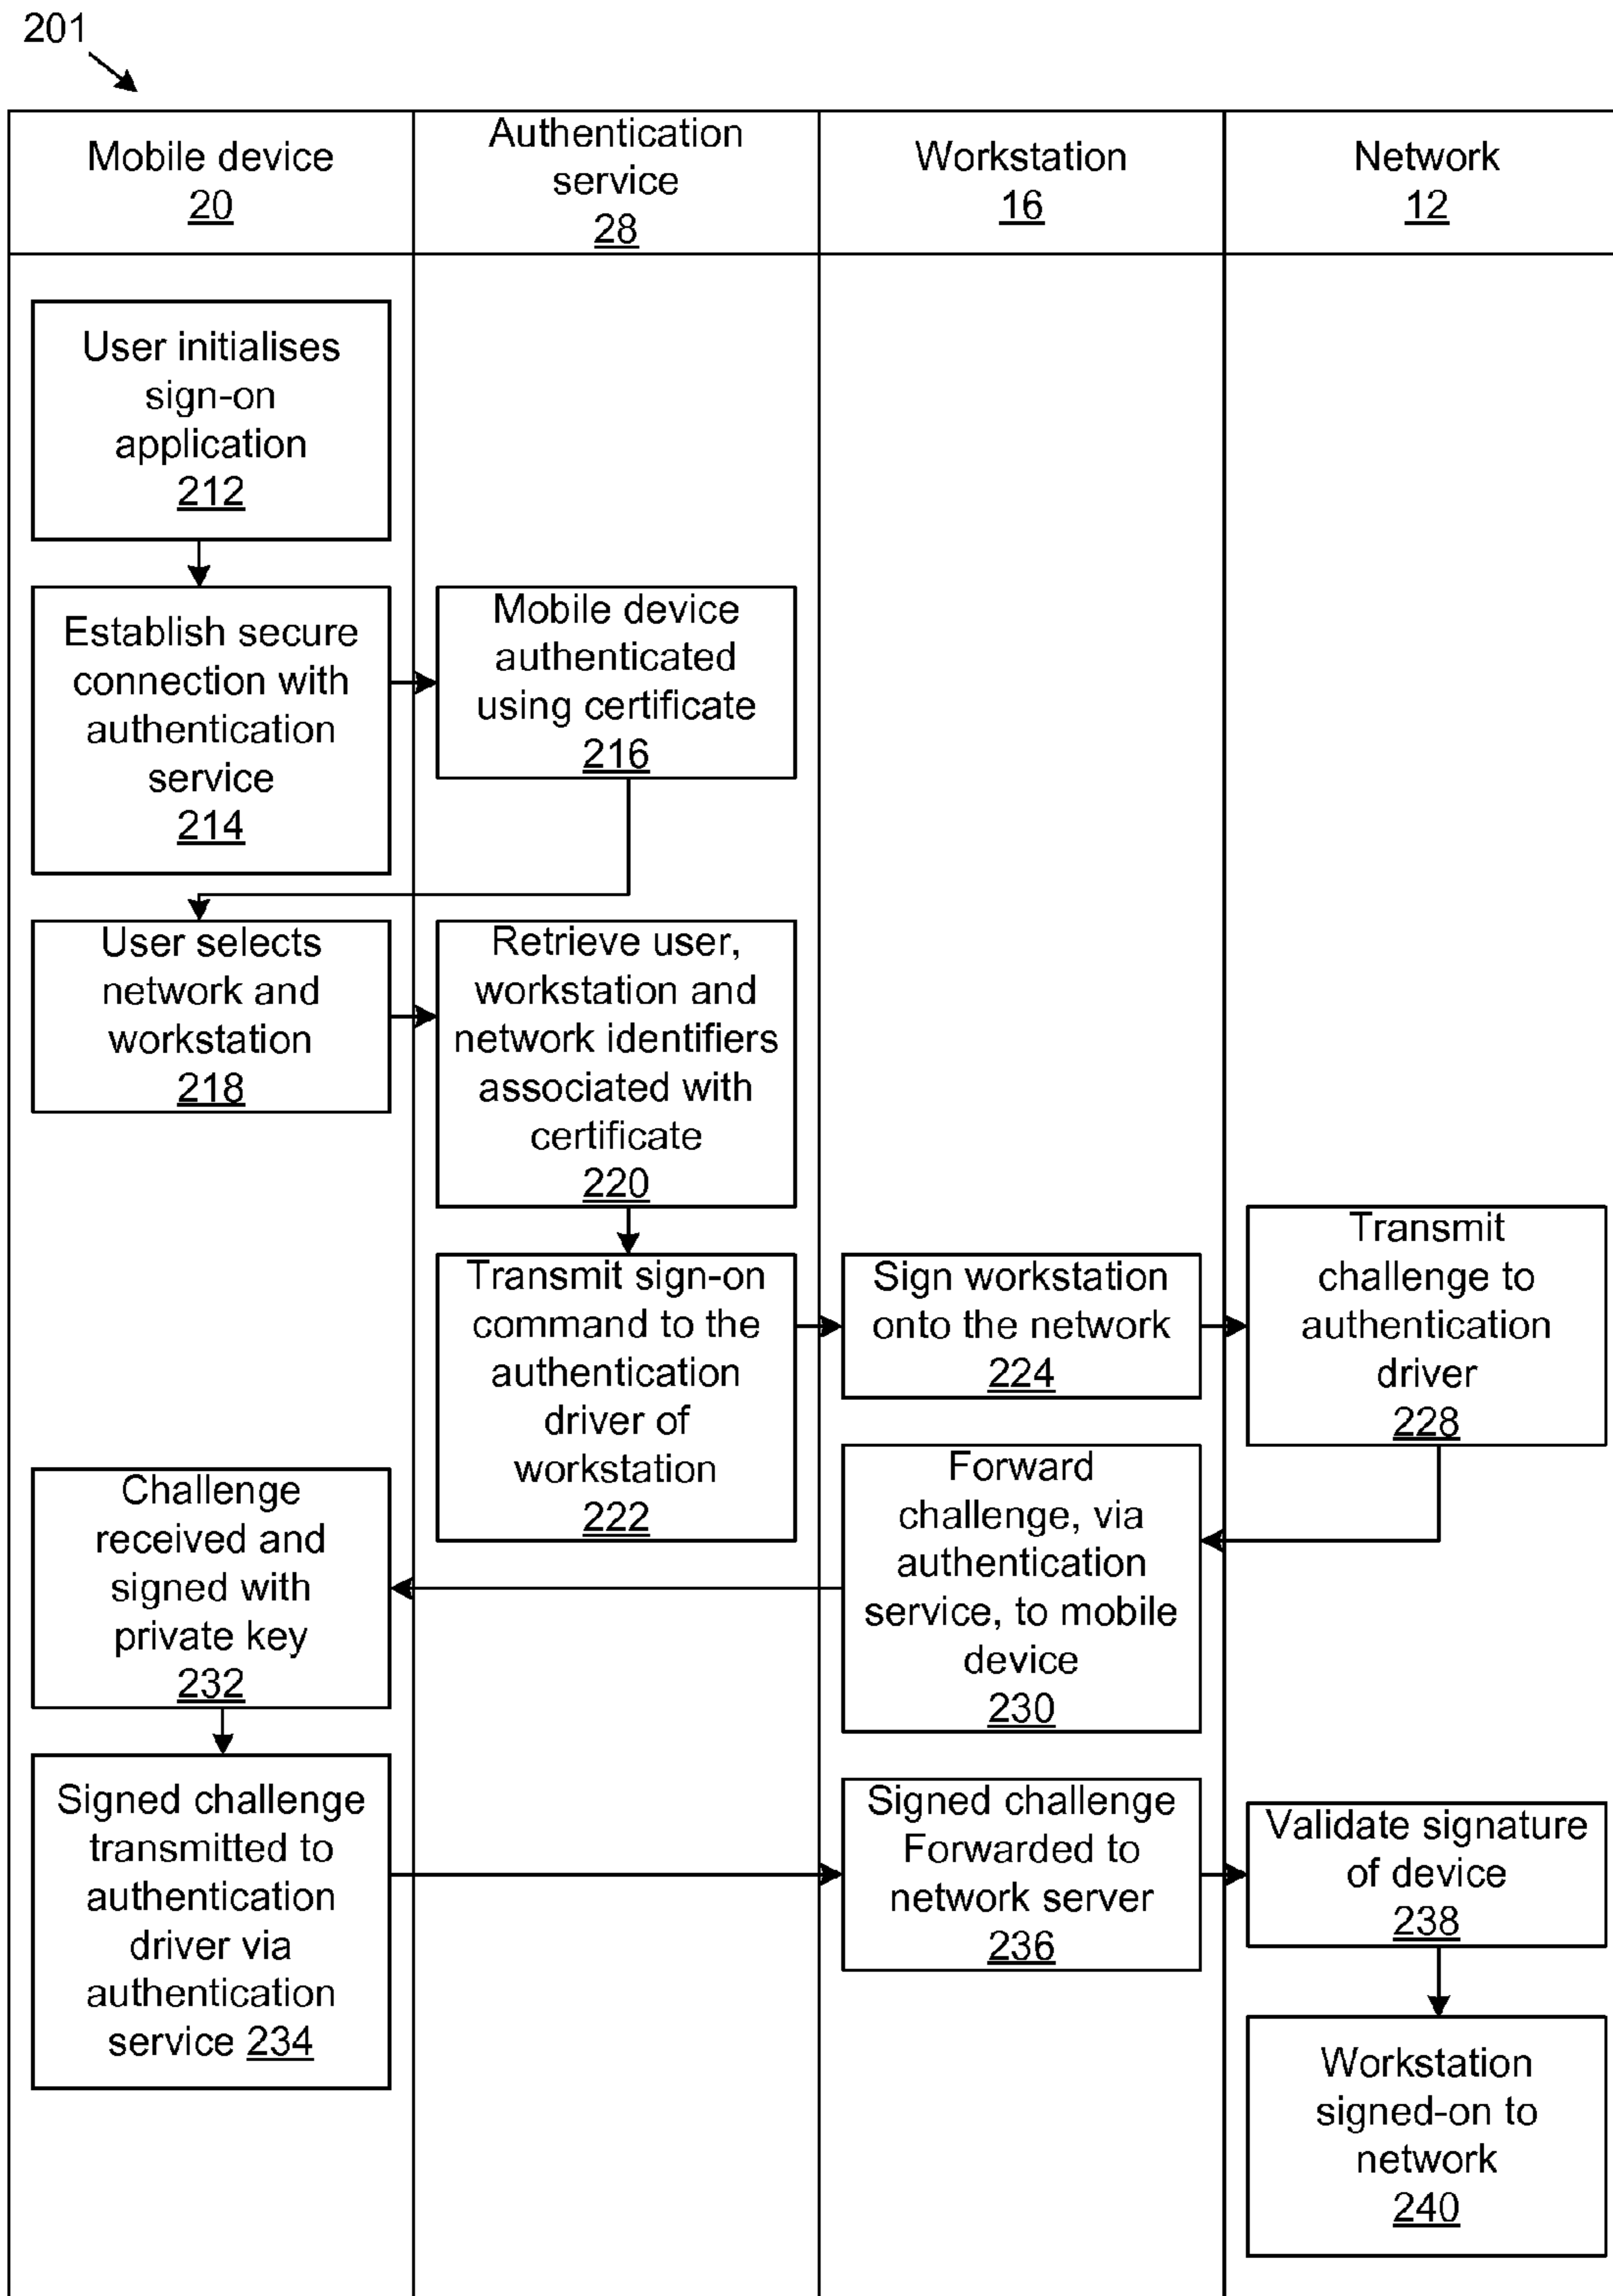 201
Mobile device
20
Authentication
service
28
Workstation
16
Network
12
User initialises
sign-on
application
212
Establish secure
connection with
authentication
service
214
Mobile device
authenticated
using certificate
216
User selects
network and
workstation
218
Retrieve user,
workstation and
network identifiers
associated with
certificate
220
Transmit sign-on
command to the
authentication
driver of
workstation
222
Sign workstation
onto the network
224
Transmit
challenge to
authentication
driver
228
Forward
challenge, via
authentication
service, to mobile
device
230
Challenge
received and
signed with
private key
232
Signed challenge
transmitted to
authentication
driver via
authentication
service 234
Signed challenge
Forwarded to
network server
236
Validate signature
of device
238
Workstation
signed-on to
network
240